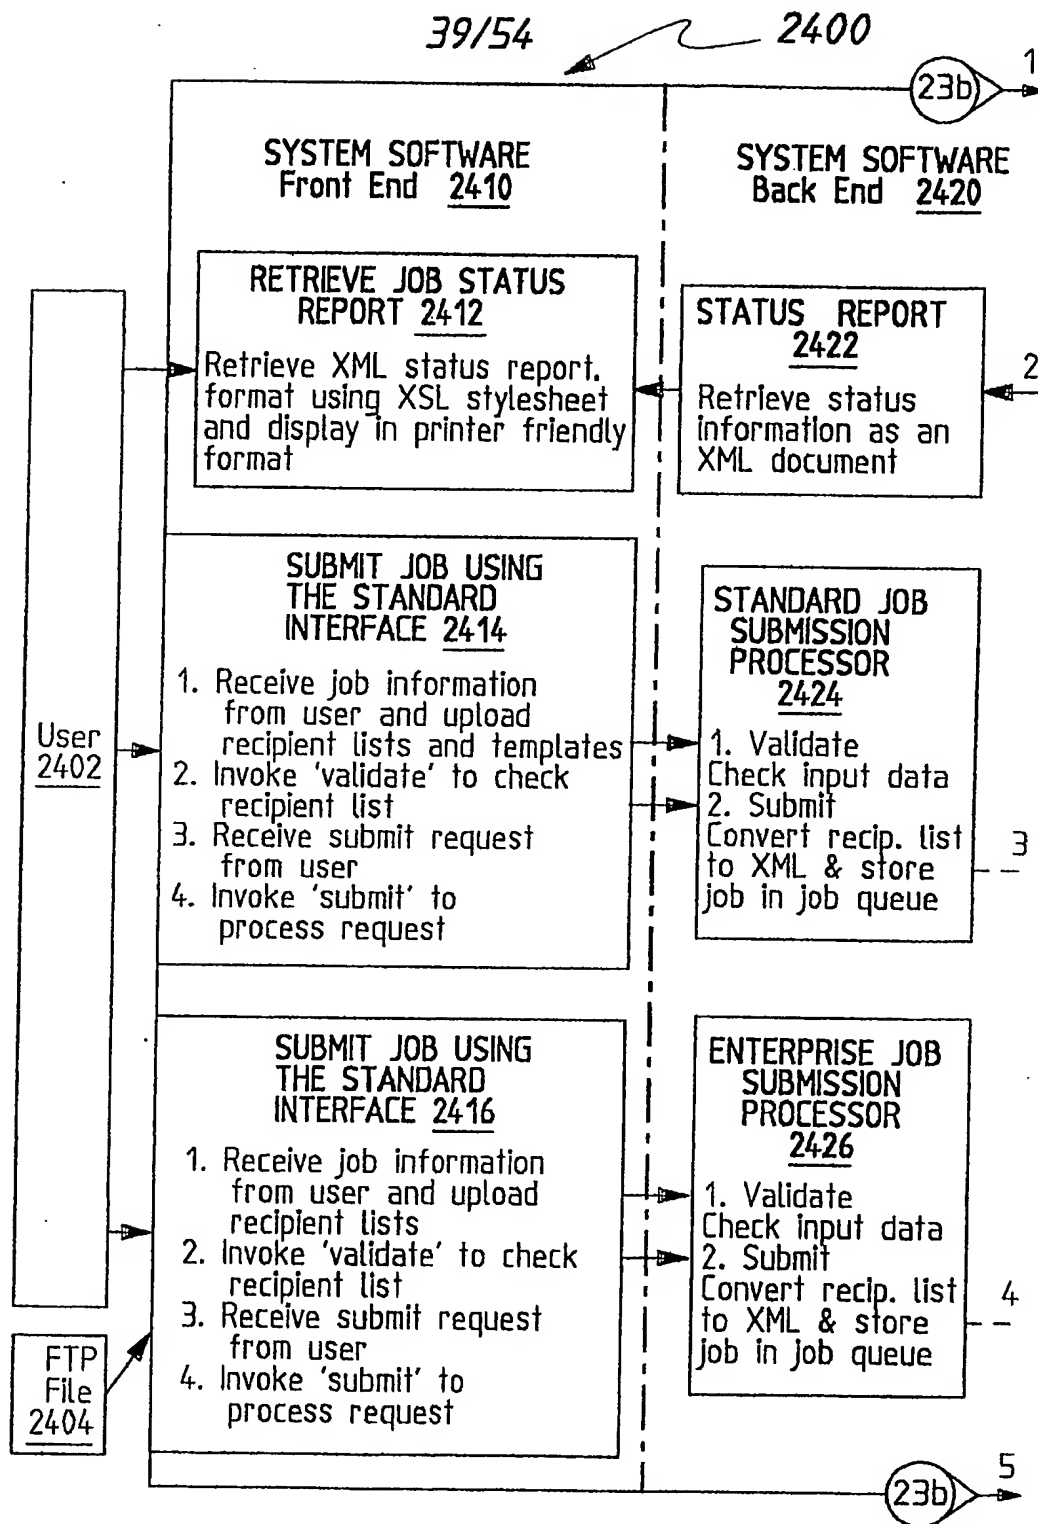 39/54
2400
23b
1
SYSTEM SOFTWARE
Front End 2410
SYSTEM SOFTWARE
Back End 2420
RETRIEVE JOB STATUS
REPORT 2412
Retrieve XML status report.
format using XSL stylesheet
and display in printer friendly
format
STATUS REPORT
2422
Retrieve status
information as an
XML document
2
User
2402
SUBMIT JOB USING
THE STANDARD
INTERFACE 2414
1. Receive job information
from user and upload
recipient lists and templates
2. Invoke 'validate' to check
recipient list
3. Receive submit request
from user
4. Invoke 'submit' to
process request
STANDARD JOB
SUBMISSION
PROCESSOR
2424
1. Validate
Check input data
2. Submit
Convert recip. list
to XML & store
job in job queue
3
SUBMIT JOB USING
THE STANDARD
INTERFACE 2416
1. Receive job information
from user and upload
recipient lists
2. Invoke 'validate' to check
recipient list
3. Receive submit request
from user
4. Invoke 'submit' to
process request
ENTERPRISE JOB
SUBMISSION
PROCESSOR
2426
1. Validate
Check input data
2. Submit
Convert recip. list
to XML & store
job in job queue
4
FTP
File
2404
23b
5